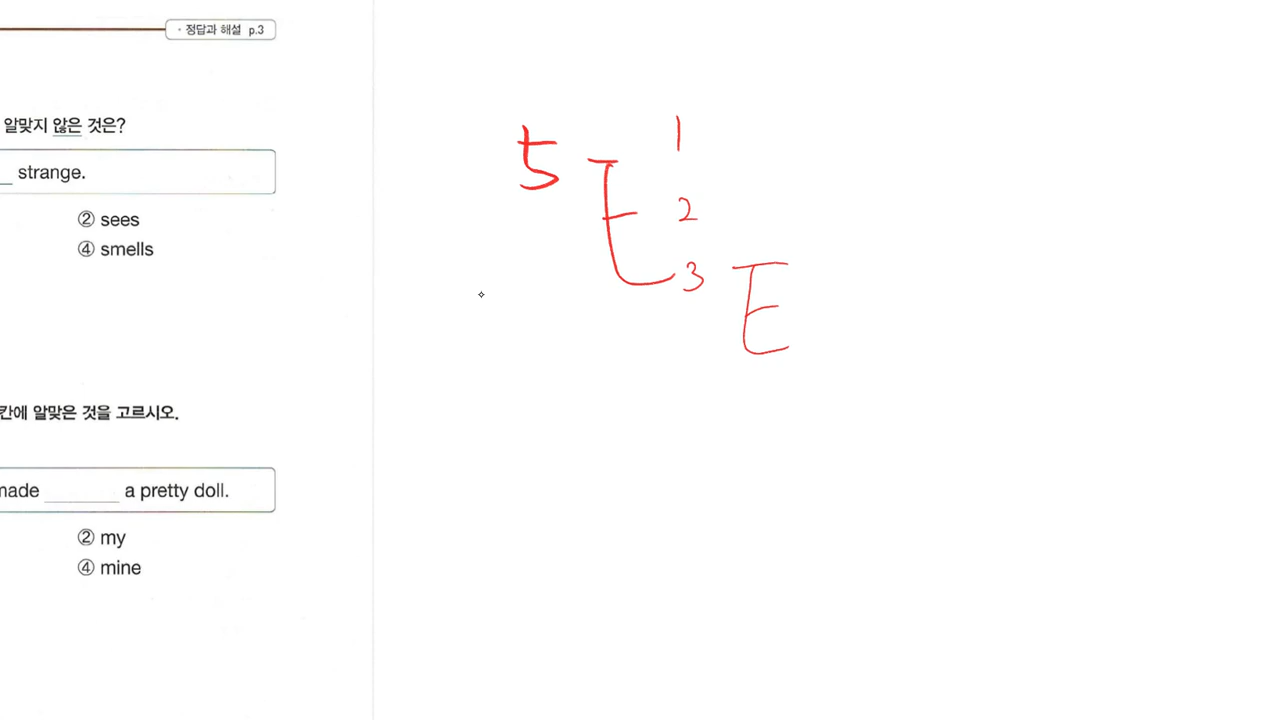 · 정답과 해설 p.3
알맞지 않은 것은?
strange.
② sees
④ smells
칸에 알맞은 것을 고르시오.
made ________ a pretty doll.
② my
④ mine
5
1
2
3